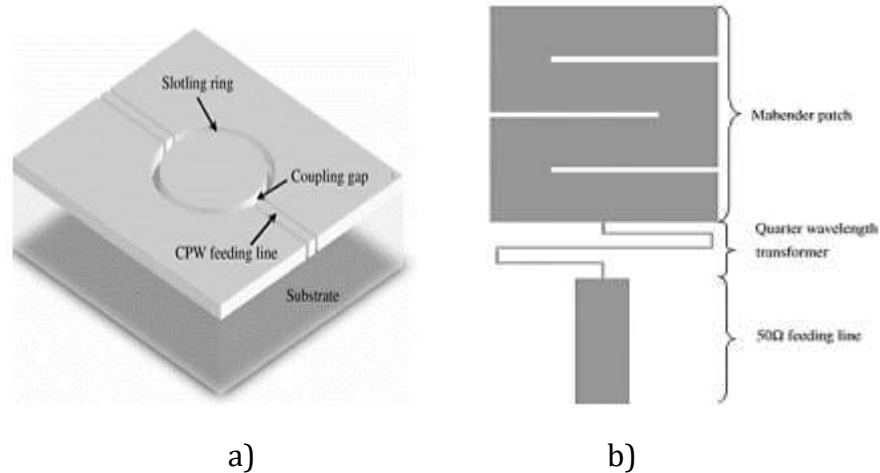 Slotling ring
Coupling gap
CPW feeding line
Substrate
Mahender patch
Quarter wavelength
transformer
50Ω feeding line
a)
b)